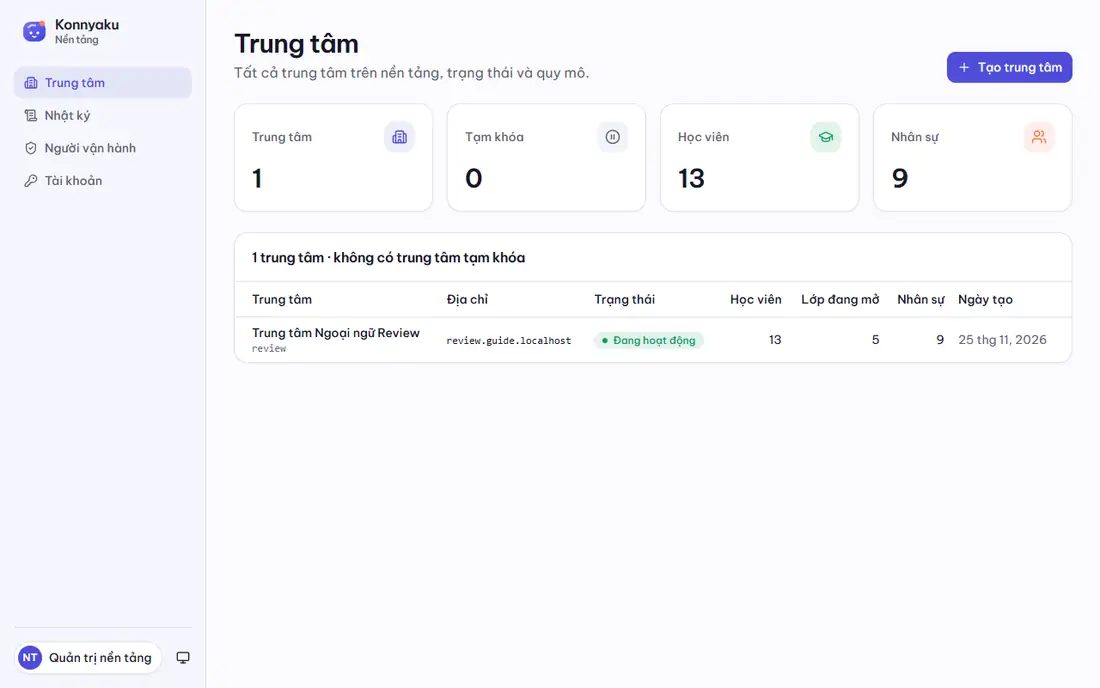 Konnyaku
Nền tảng
Trung tâm
Nhật ký
Người vận hành
Tài khoản
NT Quản trị nền tảng
Trung tâm
Tất cả trung tâm trên nền tảng, trạng thái và quy mô.
+ Tạo trung tâm
Trung tâm
1
Tạm khóa
0
Học viên
13
Nhân sự
9
1 trung tâm · không có trung tâm tạm khóa
Trung tâm Địa chỉ Trạng thái Học viên Lớp đang mở Nhân sự Ngày tạo
Trung tâm Ngoại ngữ Review review.guide.localhost Đang hoạt động 13 5 9 25 thg 11, 2026
review